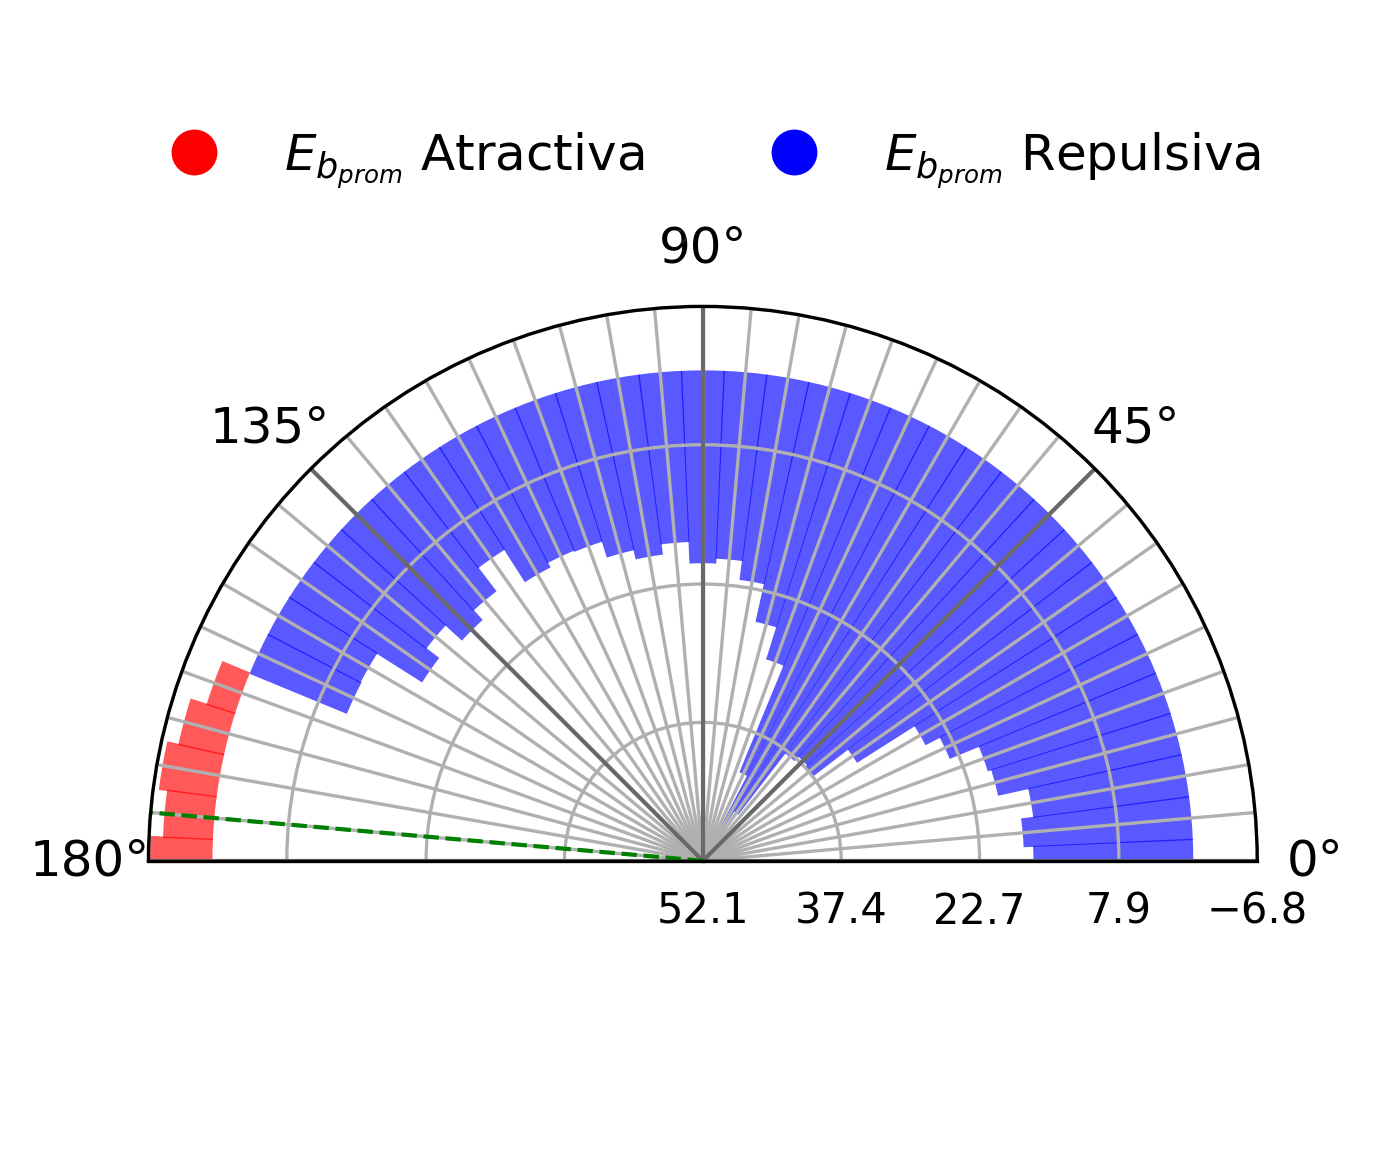 E_{b_{prom}} Atractiva E_{b_{prom}} Repulsiva
90°
135° 45°
180° 0°
52.1 37.4 22.7 7.9 −6.8